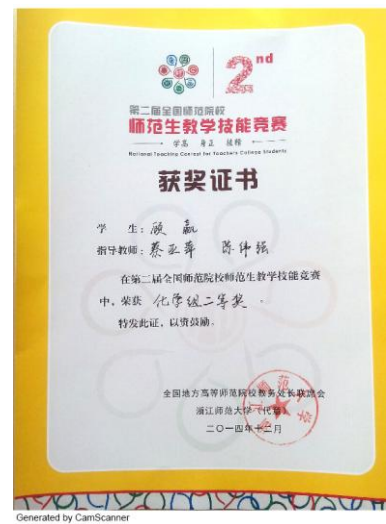 2nd
第二届全国师范院校
师范生教学技能竞赛
学高 身正 技精
National Teaching Contest for Teachers College Students
获奖证书
学 生：顾 赢
指导教师：蔡亚萍 陈伟强
在第二届全国师范院校师范生教学技能竞赛
中，荣获 化学组二等奖 。
特发此证，以资鼓励。
全国地方高等师范院校教务处长联席会
浙江师范大学（代章）
二〇一四年十二月
Generated by CamScanner